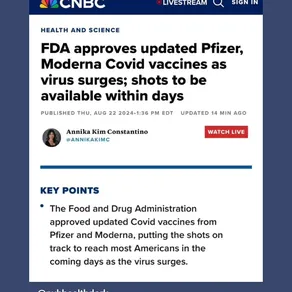 CNBC
LIVESTREAM
SIGN IN
HEALTH AND SCIENCE
FDA approves updated Pfizer,
Moderna Covid vaccines as
virus surges; shots to be
available within days
PUBLISHED THU, AUG 22 2024•1:36 PM EDT UPDATED 14 MIN AGO
Annika Kim Constantino
@ANNIKAKIMC
WATCH LIVE
KEY POINTS
• The Food and Drug Administration
approved updated Covid vaccines from
Pfizer and Moderna, putting the shots on
track to reach most Americans in the
coming days as the virus surges.